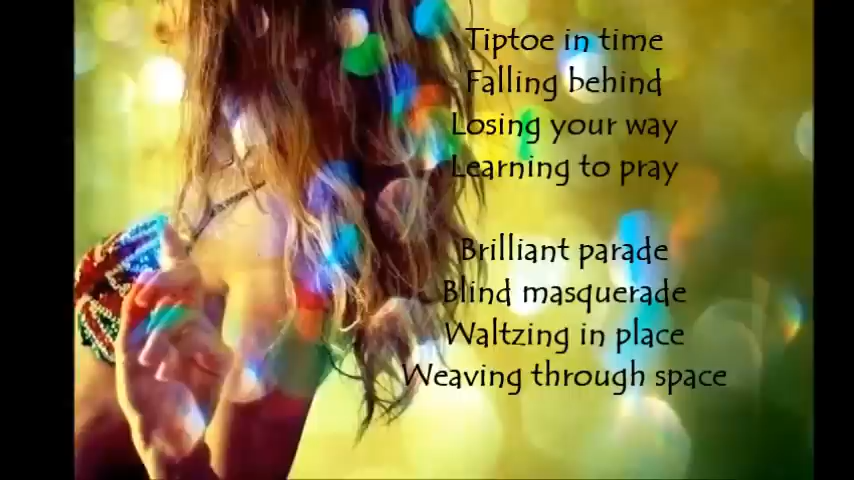 Tiptoe in time
Falling behind
Losing your way
Learning to pray
Brilliant parade
Blind masquerade
Waltzing in place
Weaving through space